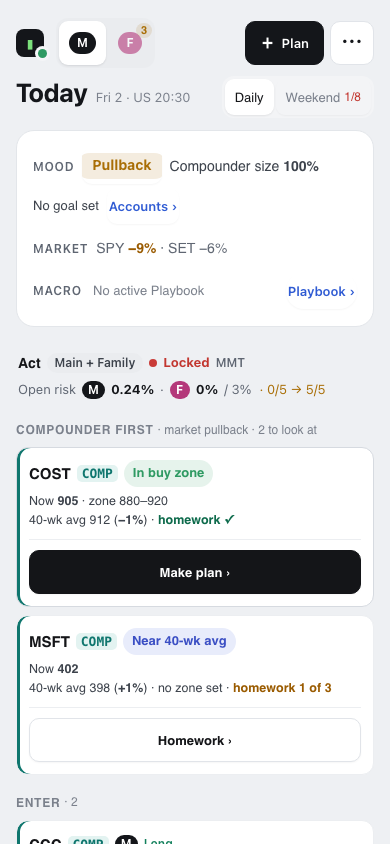 M F 3 + Plan ···
Today Fri 2 · US 20:30 Daily Weekend 1/8
MOOD Pullback Compounder size 100%
No goal set Accounts ›
MARKET SPY −9% · SET −6%
MACRO No active Playbook Playbook ›
Act Main + Family Locked MMT
Open risk M 0.24% · F 0% / 3% · 0/5 → 5/5
COMPOUNDER FIRST · market pullback · 2 to look at
COST COMP In buy zone
Now 905 · zone 880–920
40-wk avg 912 (−1%) · homework ✓
Make plan ›
MSFT COMP Near 40-wk avg
Now 402
40-wk avg 398 (+1%) · no zone set · homework 1 of 3
Homework ›
ENTER · 2